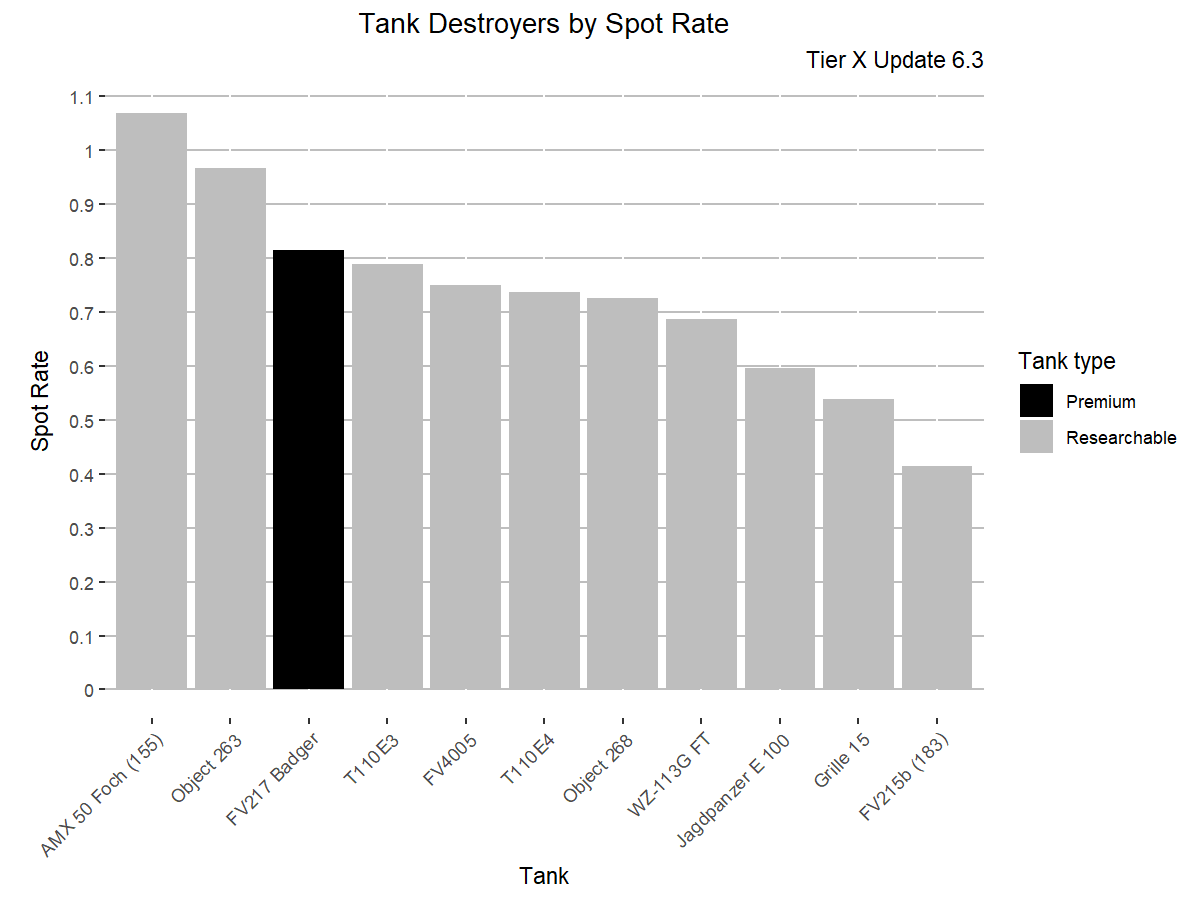 Tank Destroyers by Spot Rate
Tier X Update 6.3
Spot Rate
1.1
1
0.9
0.8
0.7
0.6
0.5
0.4
0.3
0.2
0.1
0
AMX 50 Foch (155)
Object 263
FV217 Badger
T110E3
FV4005
T110E4
Object 268
WZ-113G FT
Jagdpanzer E 100
Grille 15
FV215b (183)
Tank
Tank type
Premium
Researchable